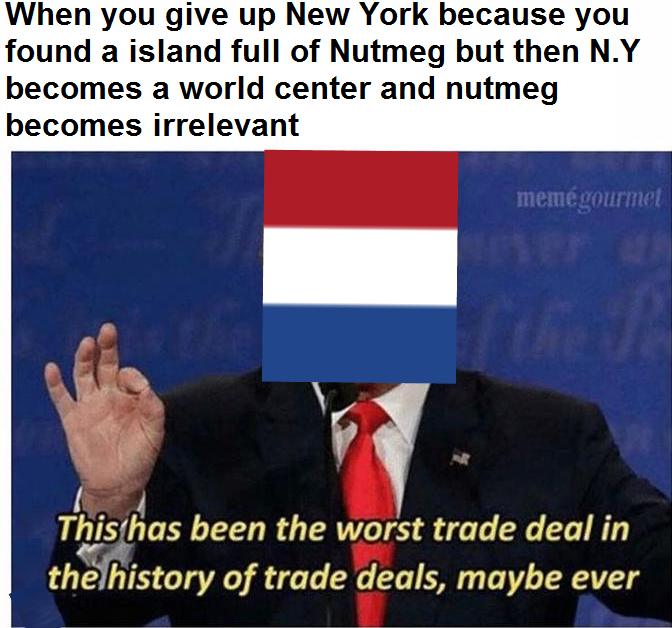 When you give up New York because you
found a island full of Nutmeg but then N.Y
becomes a world center and nutmeg
becomes irrelevant
memégourmet
This has been the worst trade deal in
the history of trade deals, maybe ever